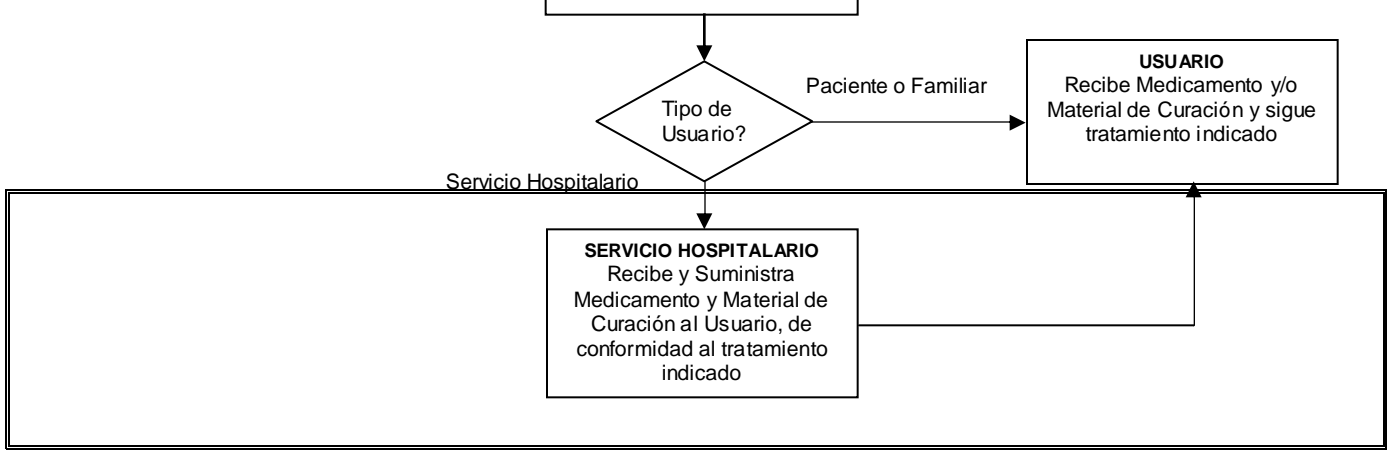 Tipo de
Usuario?
Paciente o Familiar
USUARIO
Recibe Medicamento y/o
Material de Curación y sigue
tratamiento indicado
Servicio Hospitalario
SERVICIO HOSPITALARIO
Recibe y Suministra
Medicamento y Material de
Curación al Usuario, de
conformidad al tratamiento
indicado